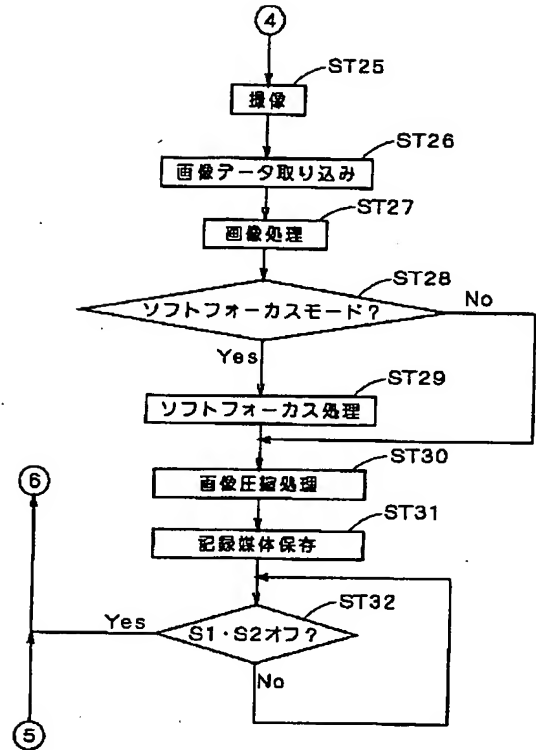 ④
ST25
撮像
ST26
画像データ取り込み
ST27
画像処理
ST28
ソフトフォーカスモード？
No
Yes
ST29
ソフトフォーカス処理
ST30
画像圧縮処理
ST31
記録媒体保存
ST32
S1・S2オフ？
Yes
No
⑥
⑤